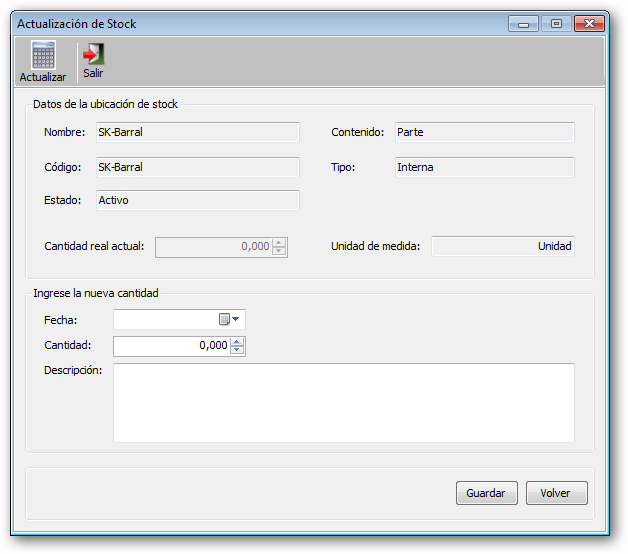 Actualización de Stock
Actualizar
Salir
Datos de la ubicación de stock
Nombre: SK-Barral Contenido: Parte
Código: SK-Barral Tipo: Interna
Estado: Activo
Cantidad real actual: 0,000 Unidad de medida: Unidad
Ingrese la nueva cantidad
Fecha:
Cantidad: 0,000
Descripción:
Guardar Volver